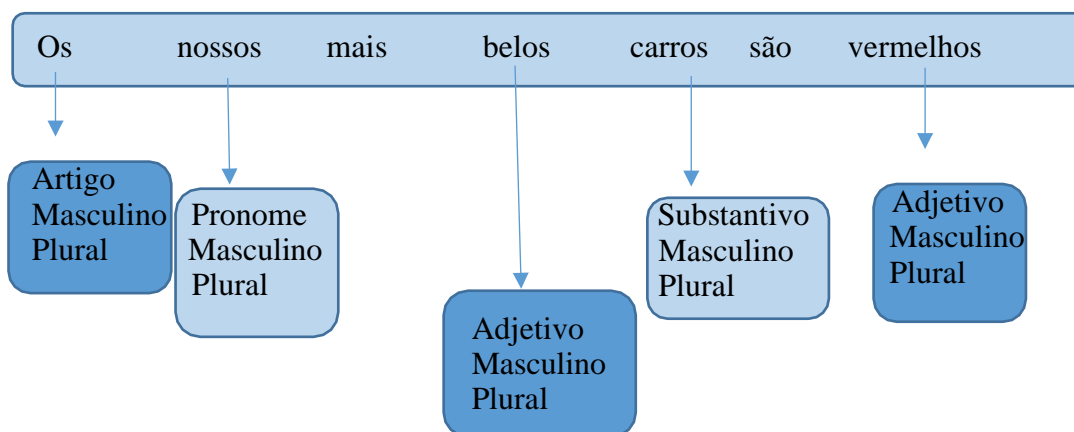 Os nossos mais belos carros são vermelhos
Artigo
Masculino
Plural
Pronome
Masculino
Plural
Adjetivo
Masculino
Plural
Substantivo
Masculino
Plural
Adjetivo
Masculino
Plural